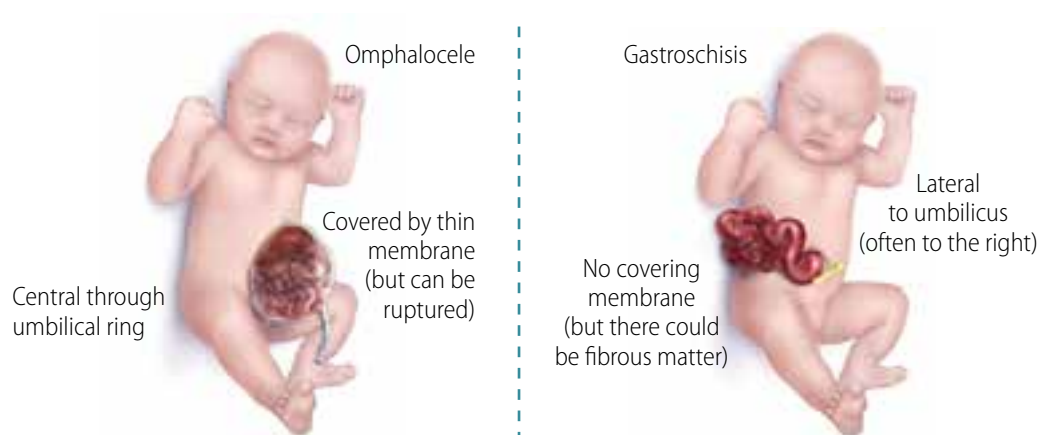 Omphalocele
Covered by thin
membrane
(but can be
ruptured)
Central through
umbilical ring
Gastroschisis
Lateral
to umbilicus
(often to the right)
No covering
membrane
(but there could
be fibrous matter)